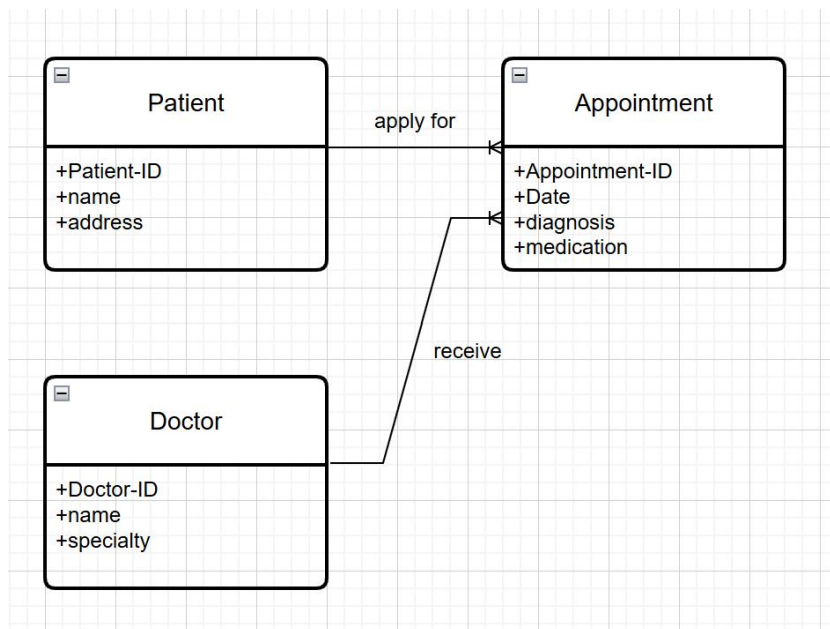 Patient
+Patient-ID
+name
+address
apply for
Appointment
+Appointment-ID
+Date
+diagnosis
+medication
receive
Doctor
+Doctor-ID
+name
+specialty